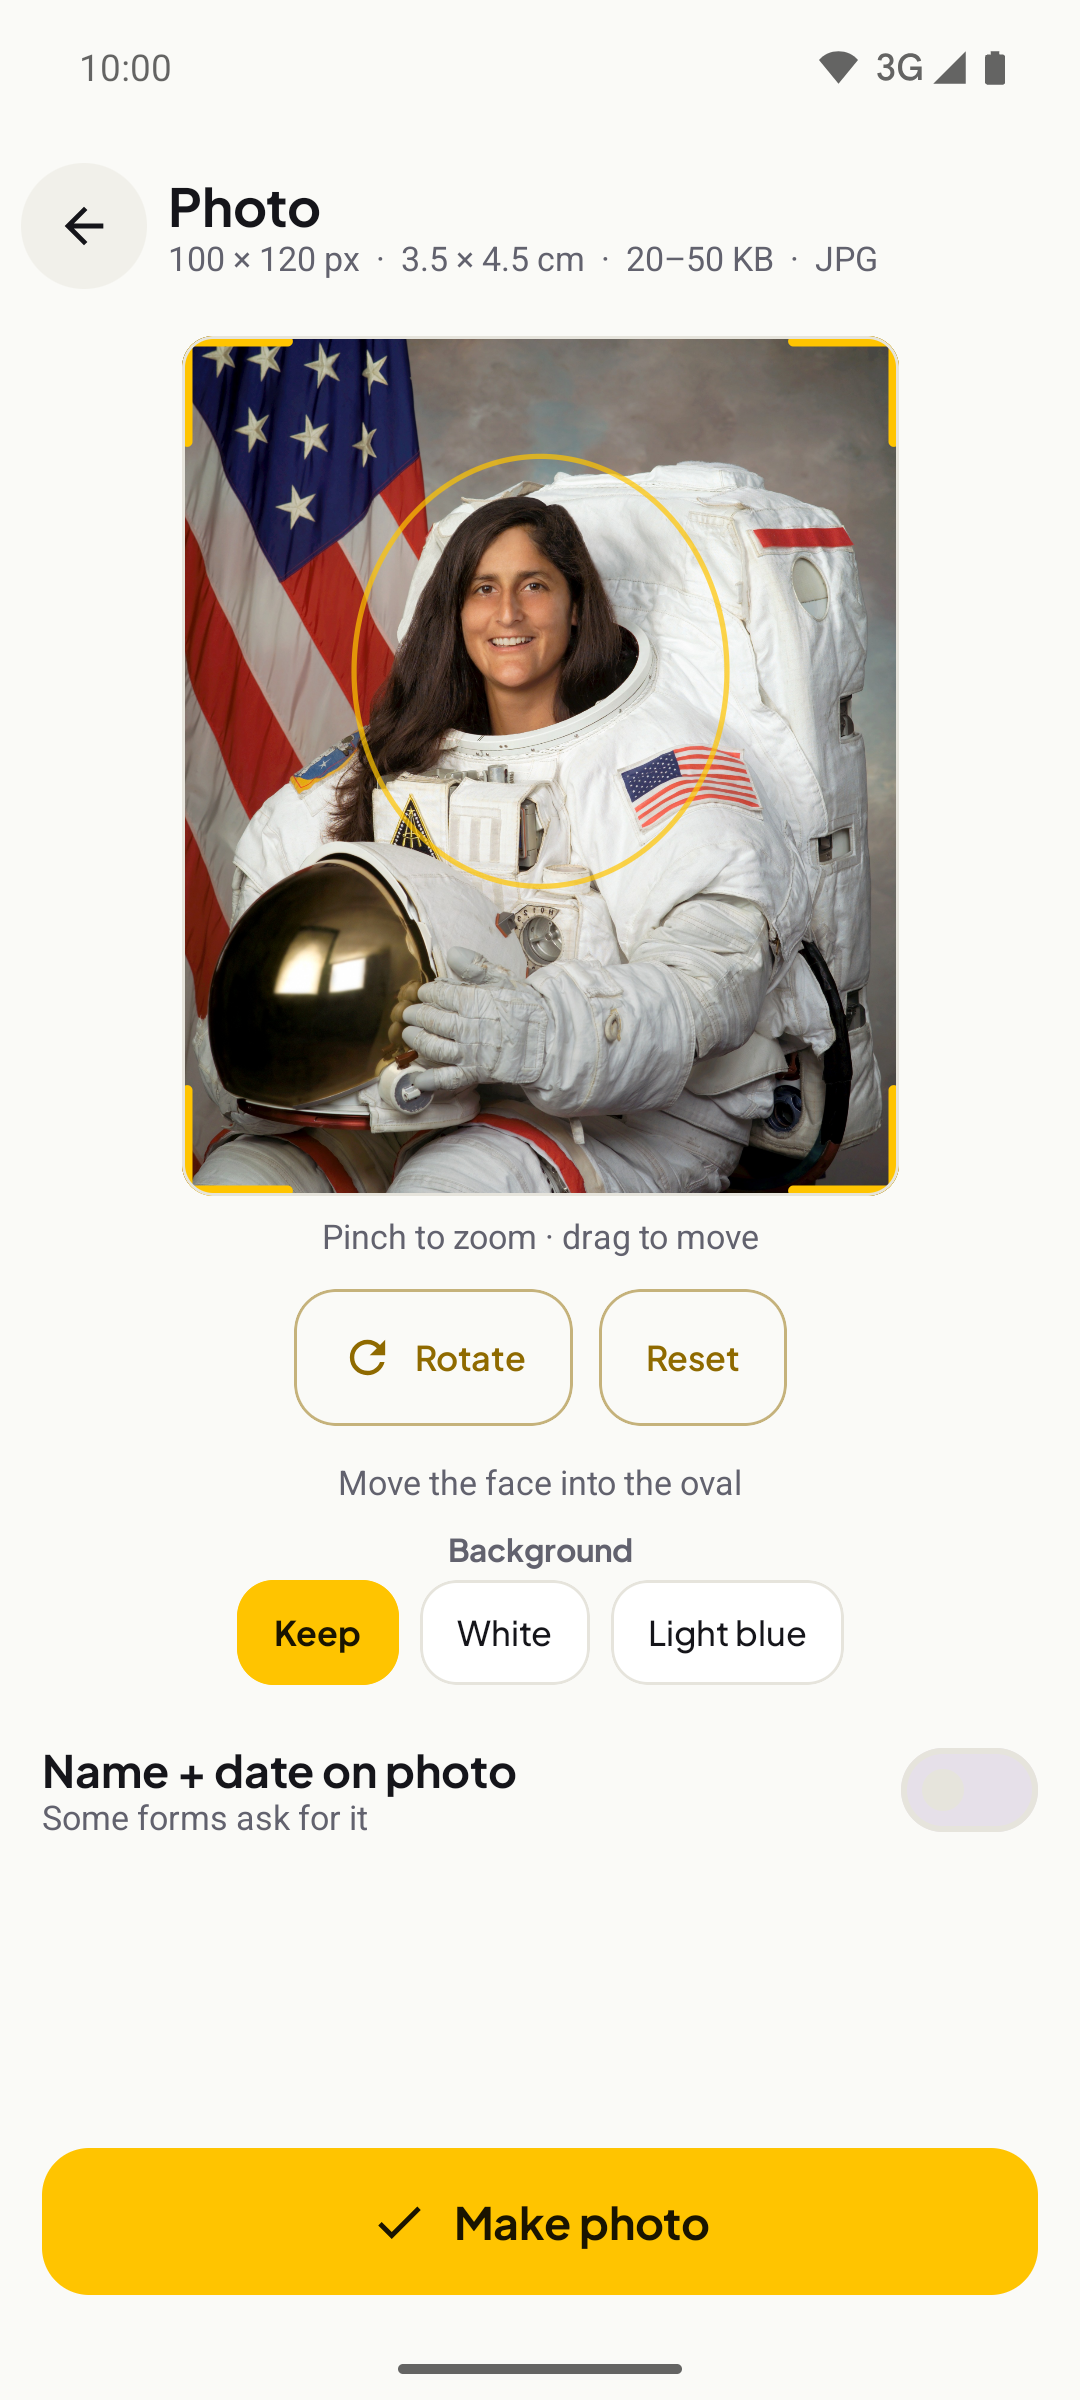 10:00
3G
Photo
100 × 120 px · 3.5 × 4.5 cm · 20–50 KB · JPG
Pinch to zoom · drag to move
Rotate
Reset
Move the face into the oval
Background
Keep
White
Light blue
Name + date on photo
Some forms ask for it
Make photo